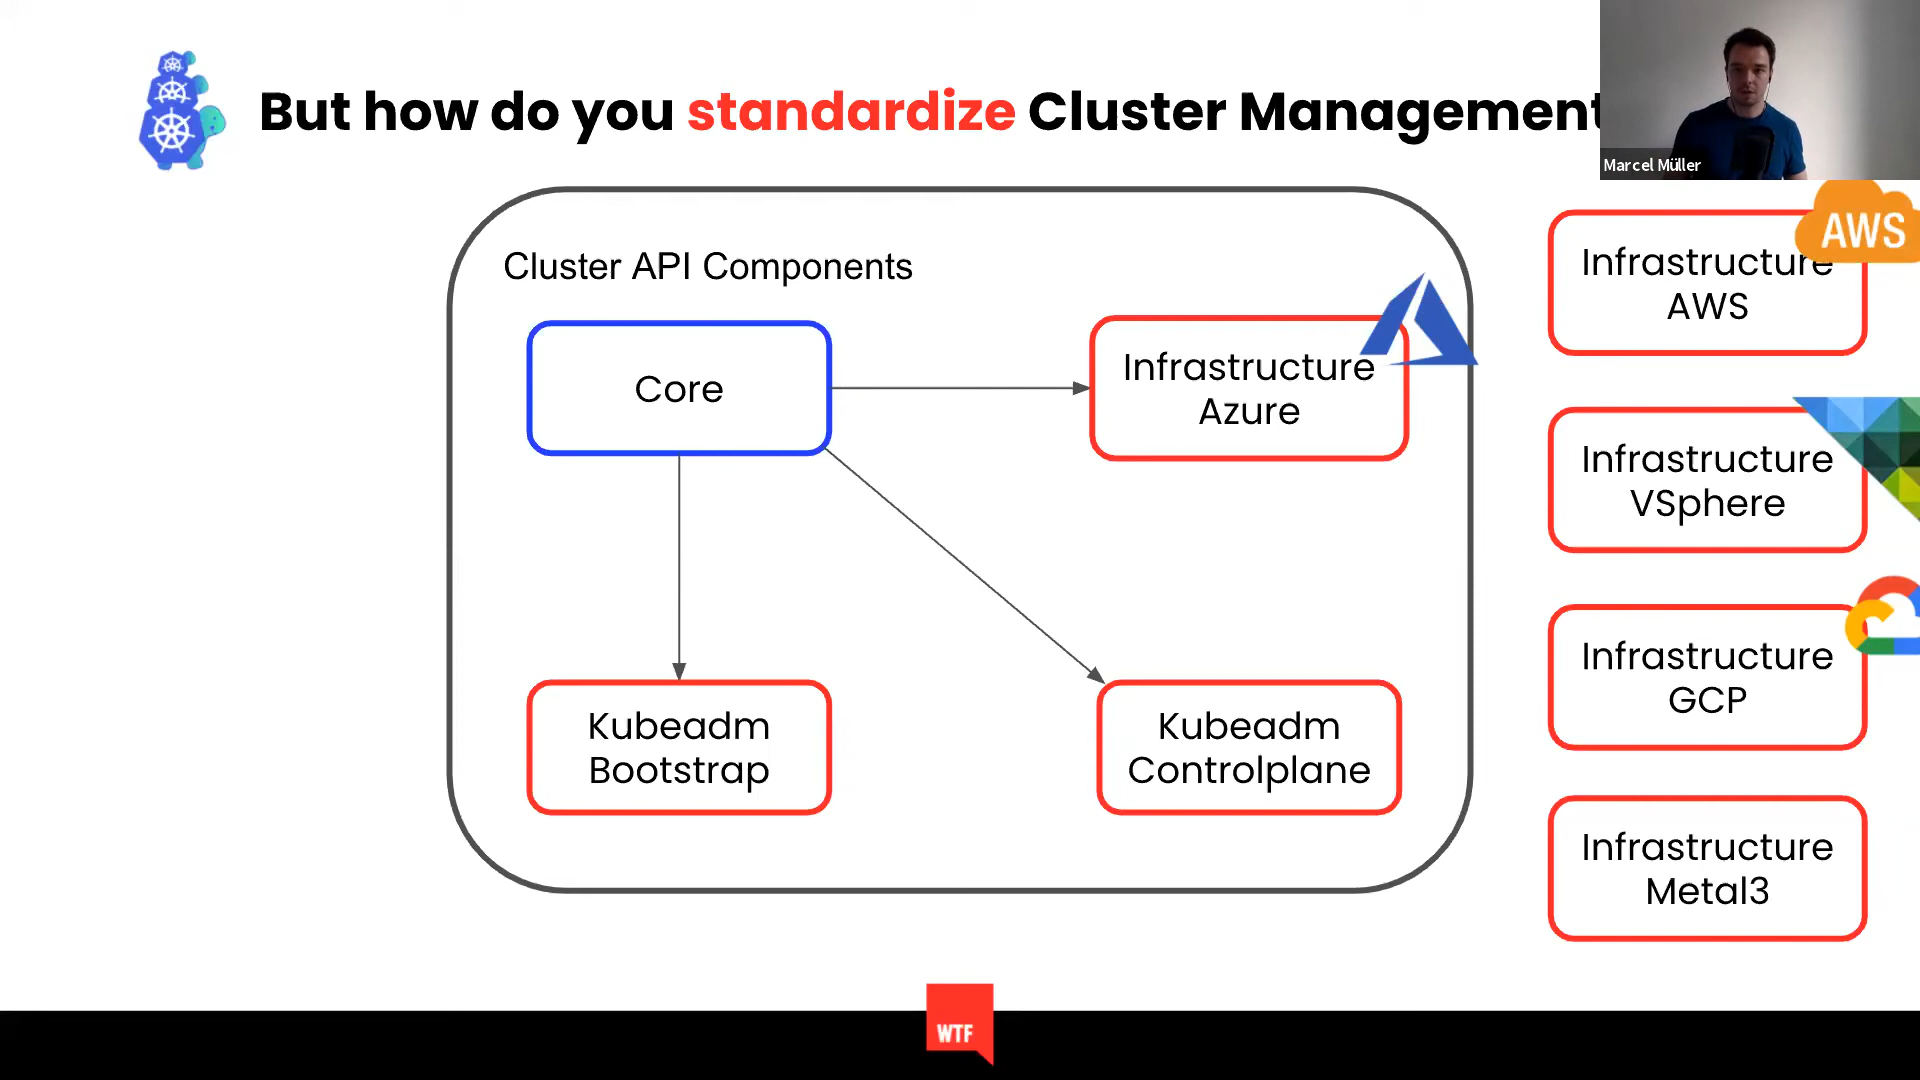 But how do you standardize Cluster Management
Marcel Müller
Cluster API Components
Core
Infrastructure
Azure
Kubeadm
Bootstrap
Kubeadm
Controlplane
AWS
Infrastructure
AWS
Infrastructure
VSphere
Infrastructure
GCP
Infrastructure
Metal3
WTF